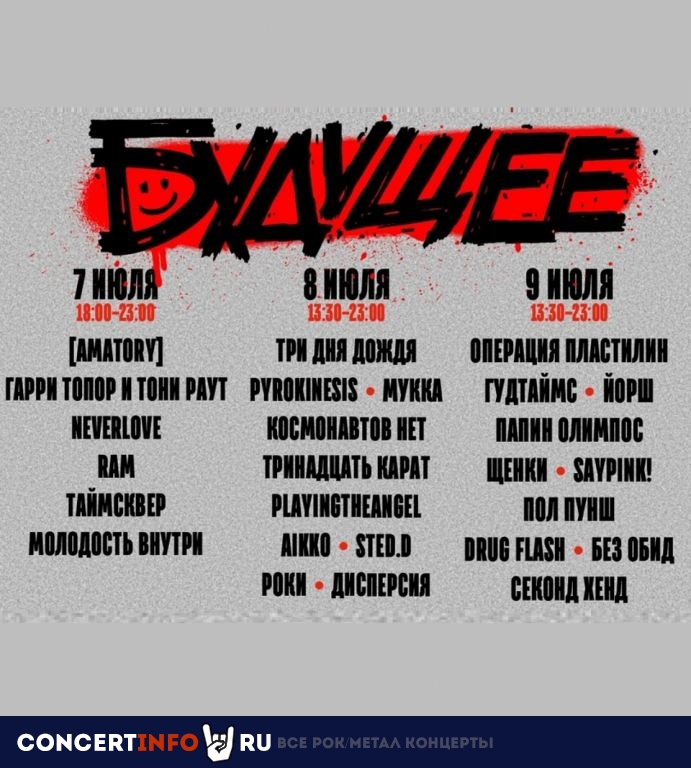 БУДУЩЕЕ
7 ИЮЛЯ
18:00-23:00
[AMATORY]
ГАРРИ ТОПОР И ТОНИ РАУТ
NEVERLOVE
RAM
ТАЙМСКВЕР
МОЛОДОСТЬ ВНУТРИ
8 ИЮЛЯ
13:30-23:00
ТРИ ДНЯ ДОЖДЯ
PYROKINESIS • МУККА
КОСМОНАВТОВ НЕТ
ТРИНАДЦАТЬ КАРАТ
PLAYINGTHEANGEL
AIKKO • STED.D
РОКИ • ДИСПЕРСИЯ
9 ИЮЛЯ
13:30-23:00
ОПЕРАЦИЯ ПЛАСТИЛИН
ГУДТАЙМС • ЙОРШ
ПАПИН ОЛИМПОС
ЩЕНКИ • SAYPINK!
ПОЛ ПУНШ
DRUG FLASH • БЕЗ ОБИД
СЕКОНД ХЕНД
CONCERTINFO RU ВСЕ РОК/МЕТАЛ КОНЦЕРТЫ